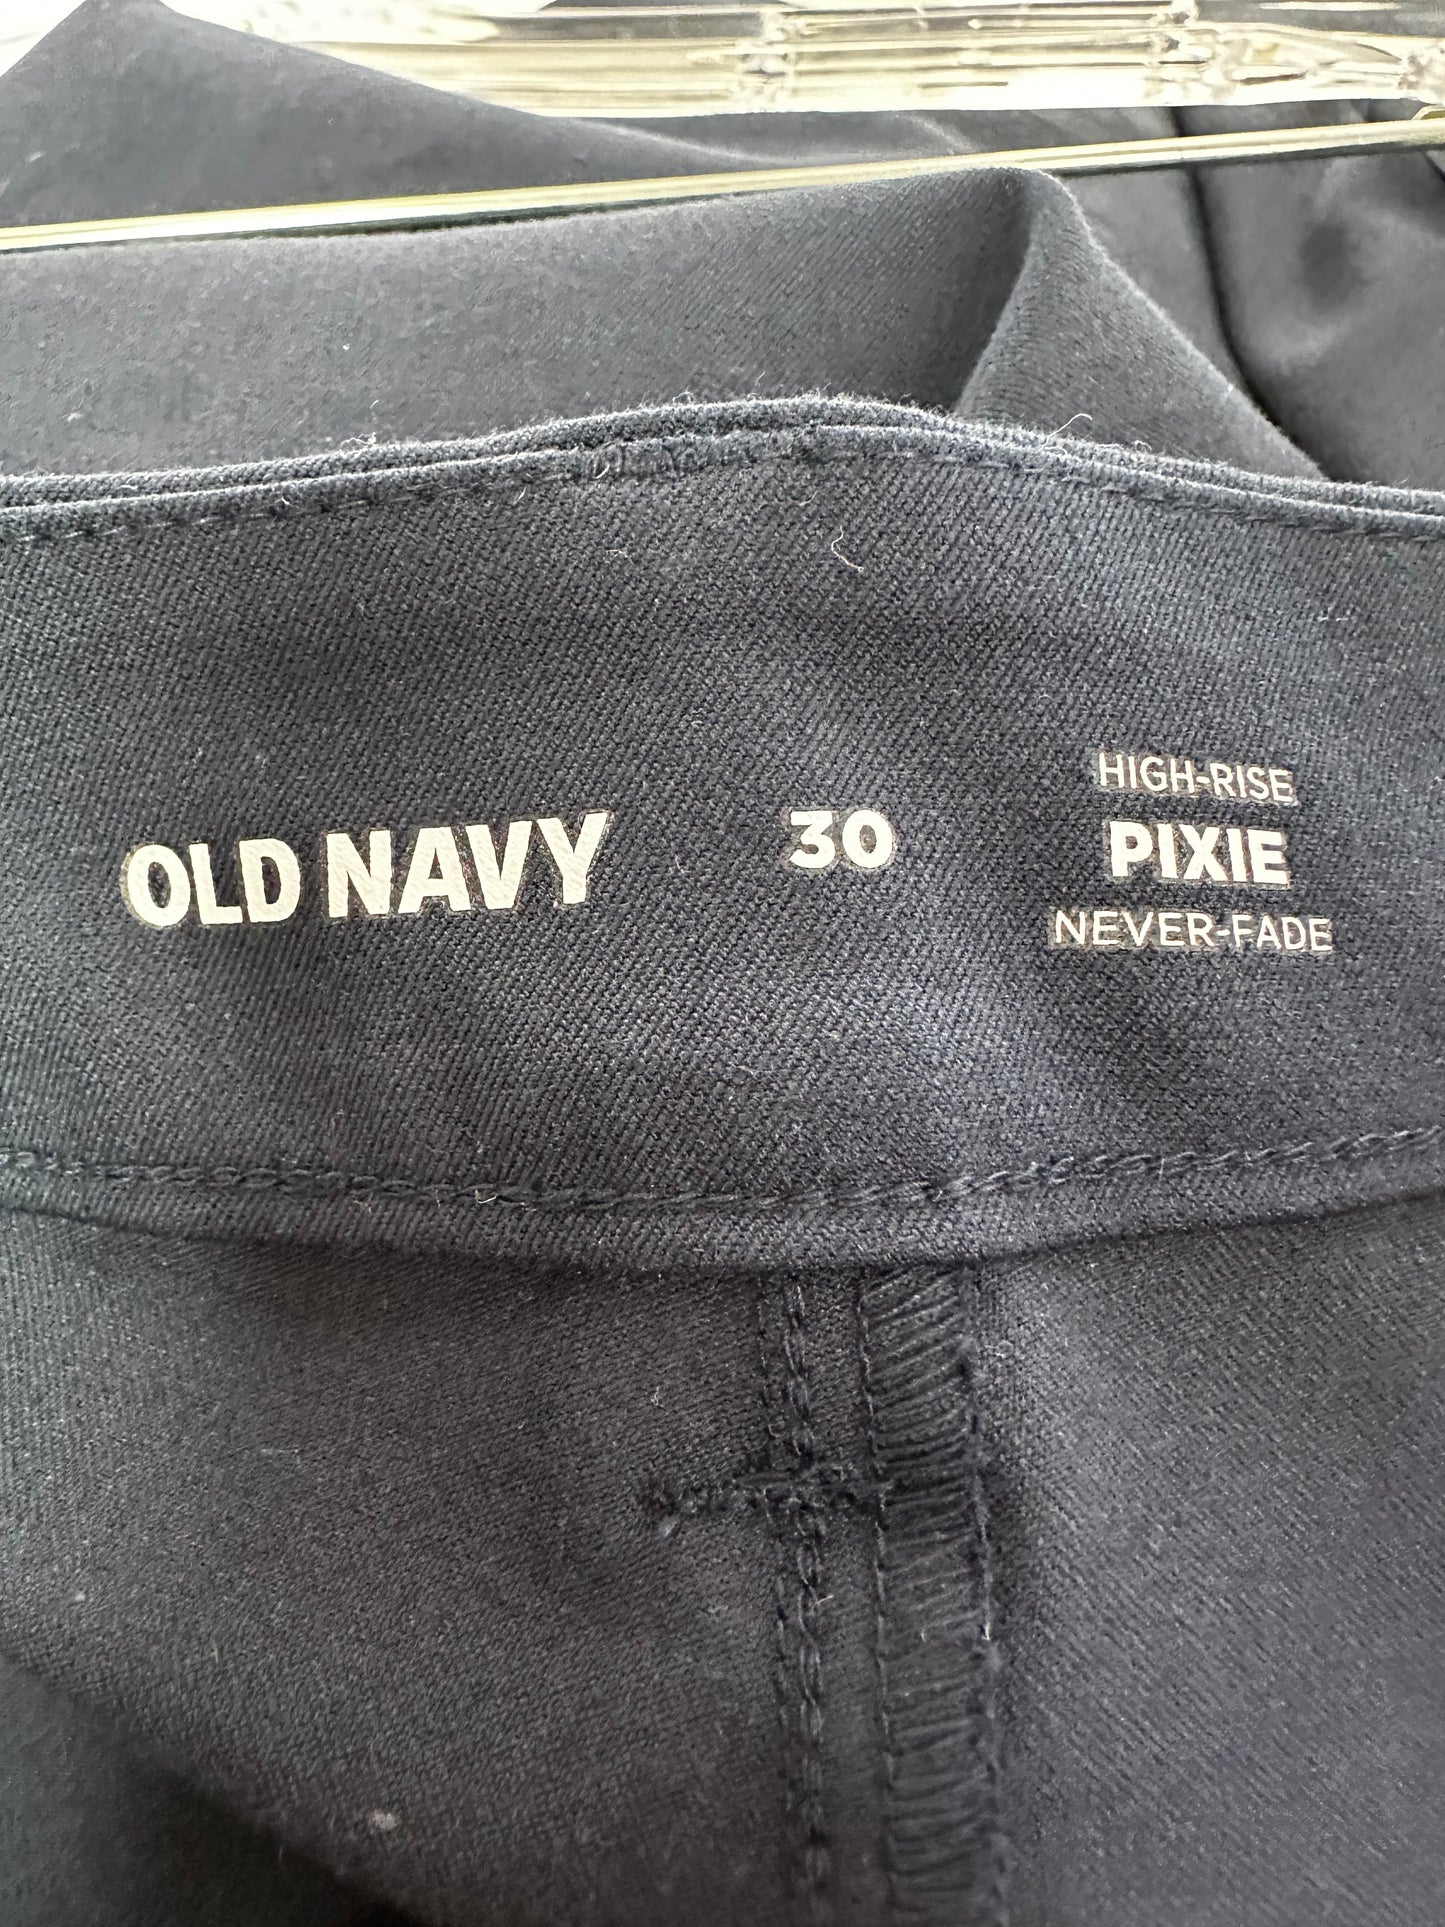 OLD NAVY
30
HIGH-RISE
PIXIE
NEVER-FADE